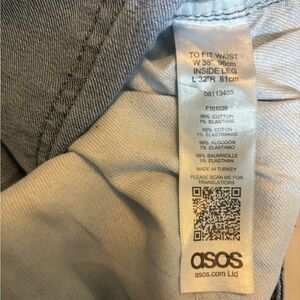 TO FIT WAIST
W 38" 96cm
INSIDE LEG
L 32"R 81cm
08113485
F101028
99% COTTON
1% ELASTANE
99% COTON
1% ELASTHANNE
99% ALGODÓN
1% ELASTANO
99% BAUMWOLLE
1% ELASTHAN
MADE IN TURKEY
PLEASE SCAN ME FOR
TRANSLATIONS
asos
asos.com Ltd